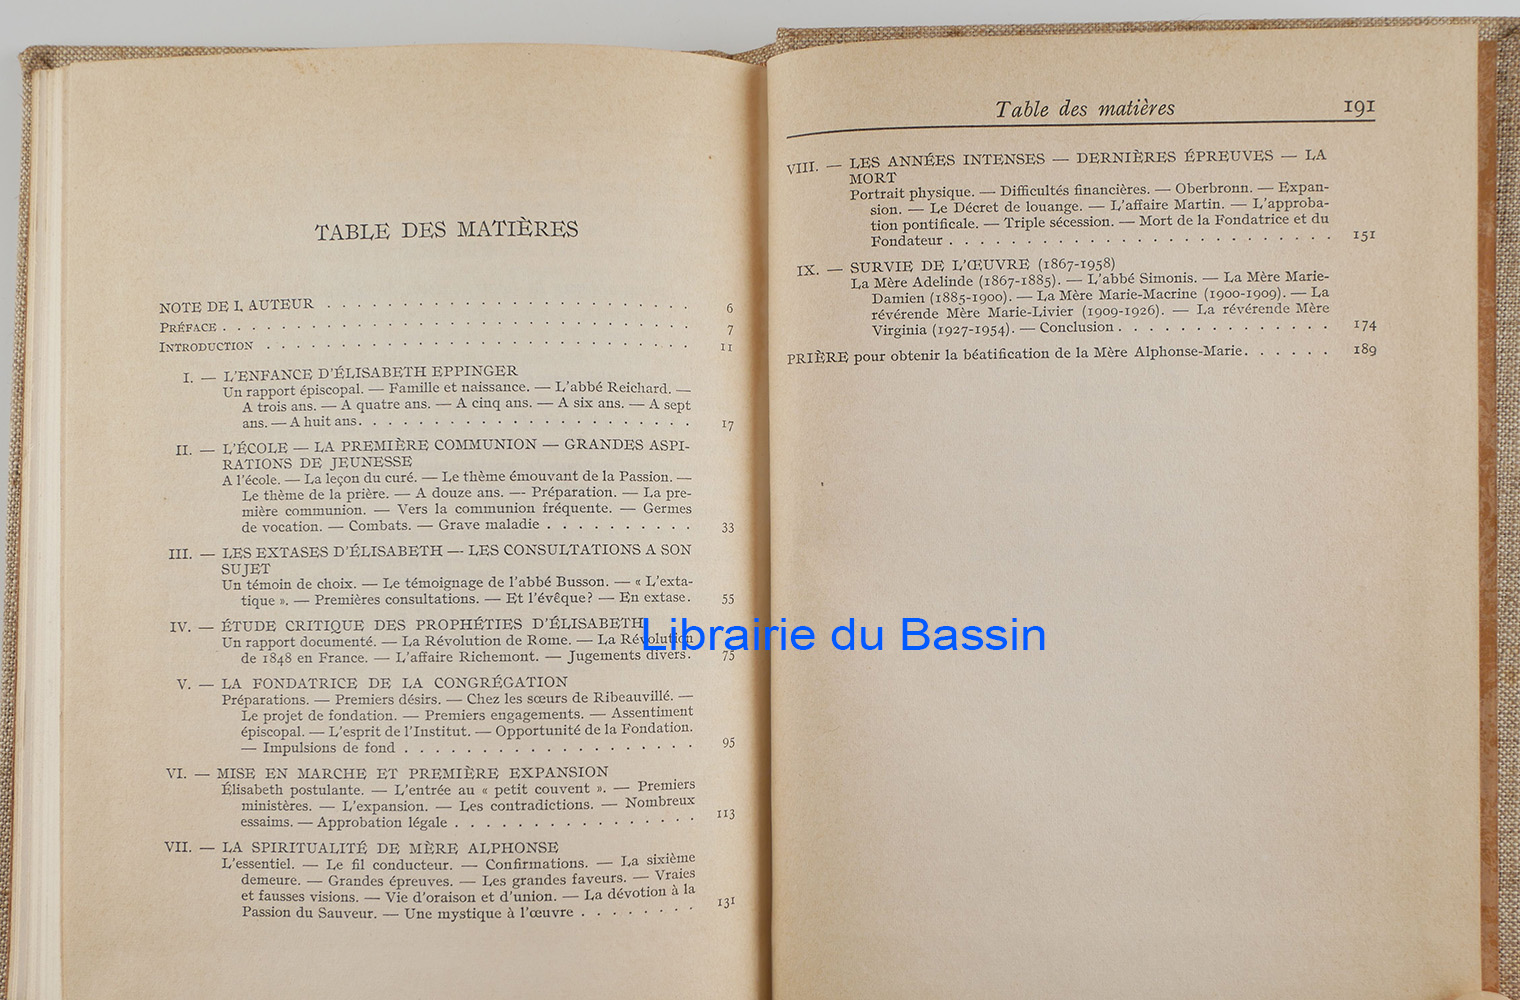 TABLE DES MATIÈRES
NOTE DE L AUTEUR . . . . . . . . . . . . . . . . . . . . . . . . . 6
PRÉFACE . . . . . . . . . . . . . . . . . . . . . . . . . . . . . . 7
INTRODUCTION . . . . . . . . . . . . . . . . . . . . . . . . . . . 11
I. — L'ENFANCE D'ÉLISABETH EPPINGER
Un rapport épiscopal. — Famille et naissance. — L'abbé Reichard. —
A trois ans. — A quatre ans. — A cinq ans. — A six ans. — A sept
ans. — A huit ans. . . . . . . . . . . . . . . . . . . . . . 17
II. — L'ÉCOLE — LA PREMIÈRE COMMUNION — GRANDES ASPI-
RATIONS DE JEUNESSE
A l'école. — La leçon du curé. — Le thème émouvant de la Passion. —
Le thème de la prière. — A douze ans. — Préparation. — La pre-
mière communion. — Vers la communion fréquente. — Germes
de vocation. — Combats. — Grave maladie . . . . . . . . . . 33
III. — LES EXTASES D'ÉLISABETH — LES CONSULTATIONS A SON
SUJET
Un témoin de choix. — Le témoignage de l'abbé Busson. — « L'exta-
tique ». — Premières consultations. — Et l'évêque? — En extase. 55
IV. — ÉTUDE CRITIQUE DES PROPHÉTIES D'ÉLISABETH
Un rapport documenté. — La Révolution de Rome. — La Révolution
de 1848 en France. — L'affaire Richemont. — Jugements divers. 75
V. — LA FONDATRICE DE LA CONGRÉGATION
Préparations. — Premiers désirs. — Chez les sœurs de Ribeauvillé. —
Le projet de fondation. — Premiers engagements. — Assentiment
épiscopal. — L'esprit de l'Institut. — Opportunité de la Fondation.
— Impulsions de fond . . . . . . . . . . . . . . . . . . . 95
VI. — MISE EN MARCHE ET PREMIÈRE EXPANSION
Élisabeth postulante. — L'entrée au « petit couvent ». — Premiers
ministères. — L'expansion. — Les contradictions. — Nombreux
essaims. — Approbation légale . . . . . . . . . . . . . . . . 113
VII. — LA SPIRITUALITÉ DE MÈRE ALPHONSE
L'essentiel. — Le fil conducteur. — Confirmations. — La sixième
demeure. — Grandes épreuves. — Les grandes faveurs. — Vraies
et fausses visions. — Vie d'oraison et d'union. — La dévotion à la
Passion du Sauveur. — Une mystique à l'œuvre . . . . . . . . 131
Table des matières 191
VIII. — LES ANNÉES INTENSES — DERNIÈRES ÉPREUVES — LA
MORT
Portrait physique. — Difficultés financières. — Oberbronn. — Expan-
sion. — Le Décret de louange. — L'affaire Martin. — L'approba-
tion pontificale. — Triple sécession. — Mort de la Fondatrice et du
Fondateur . . . . . . . . . . . . . . . . . . . . . . . . . 151
IX. — SURVIE DE L'ŒUVRE (1867-1958)
La Mère Adelinde (1867-1885). — L'abbé Simonis. — La Mère Marie-
Damien (1885-1900). — La Mère Marie-Macrine (1900-1909). — La
révérende Mère Marie-Livier (1909-1926). — La révérende Mère
Virginia (1927-1954). — Conclusion . . . . . . . . . . . . . . 174
PRIÈRE pour obtenir la béatification de la Mère Alphonse-Marie. . . . . . 189
Librairie du Bassin